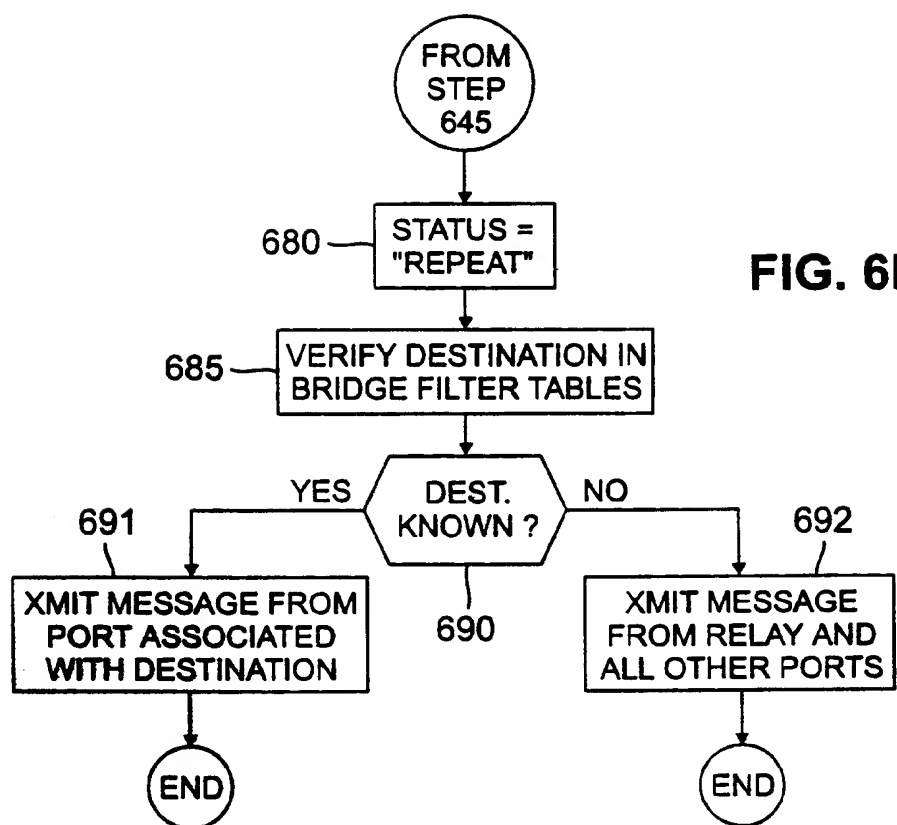 FROM
STEP
645
680
STATUS =
"REPEAT"
FIG. 6
685
VERIFY DESTINATION IN
BRIDGE FILTER TABLES
YES
DEST.
KNOWN ?
NO
691
690
692
XMIT MESSAGE FROM
PORT ASSOCIATED
WITH DESTINATION
XMIT MESSAGE
FROM RELAY AND
ALL OTHER PORTS
END
END